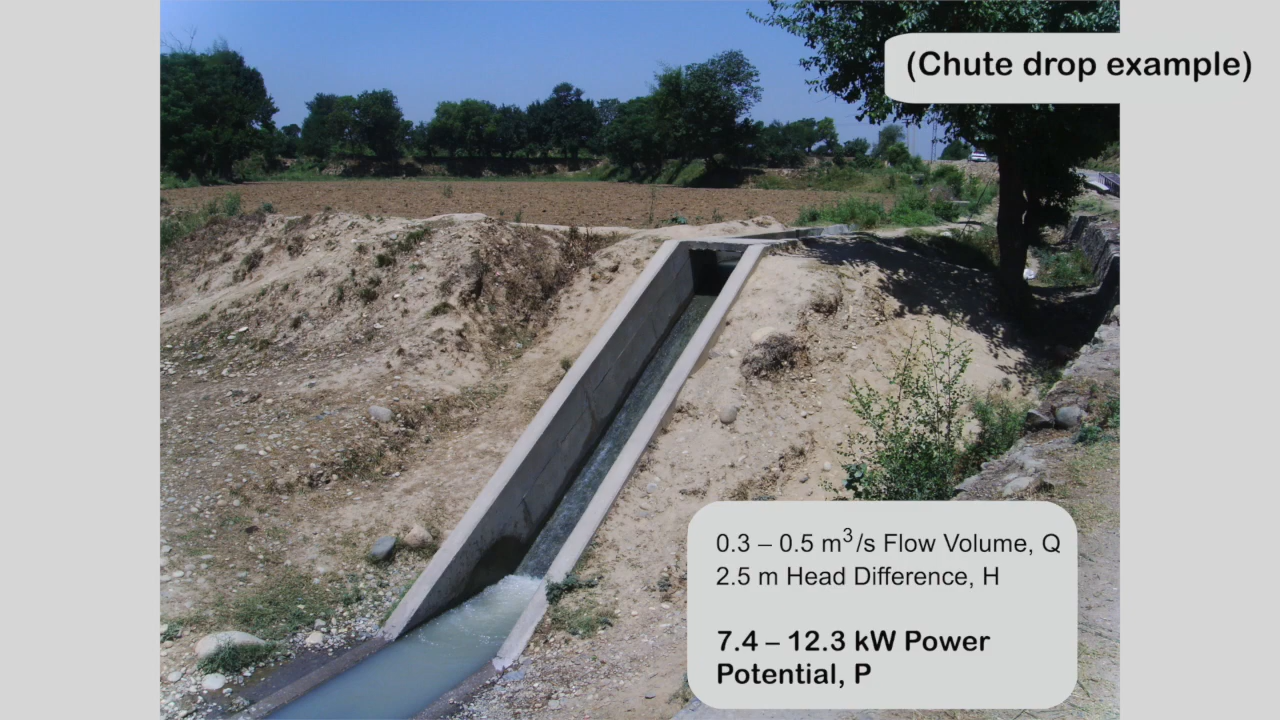 (Chute drop example)
0.3 – 0.5 m³/s Flow Volume, Q
2.5 m Head Difference, H
7.4 – 12.3 kW Power
Potential, P